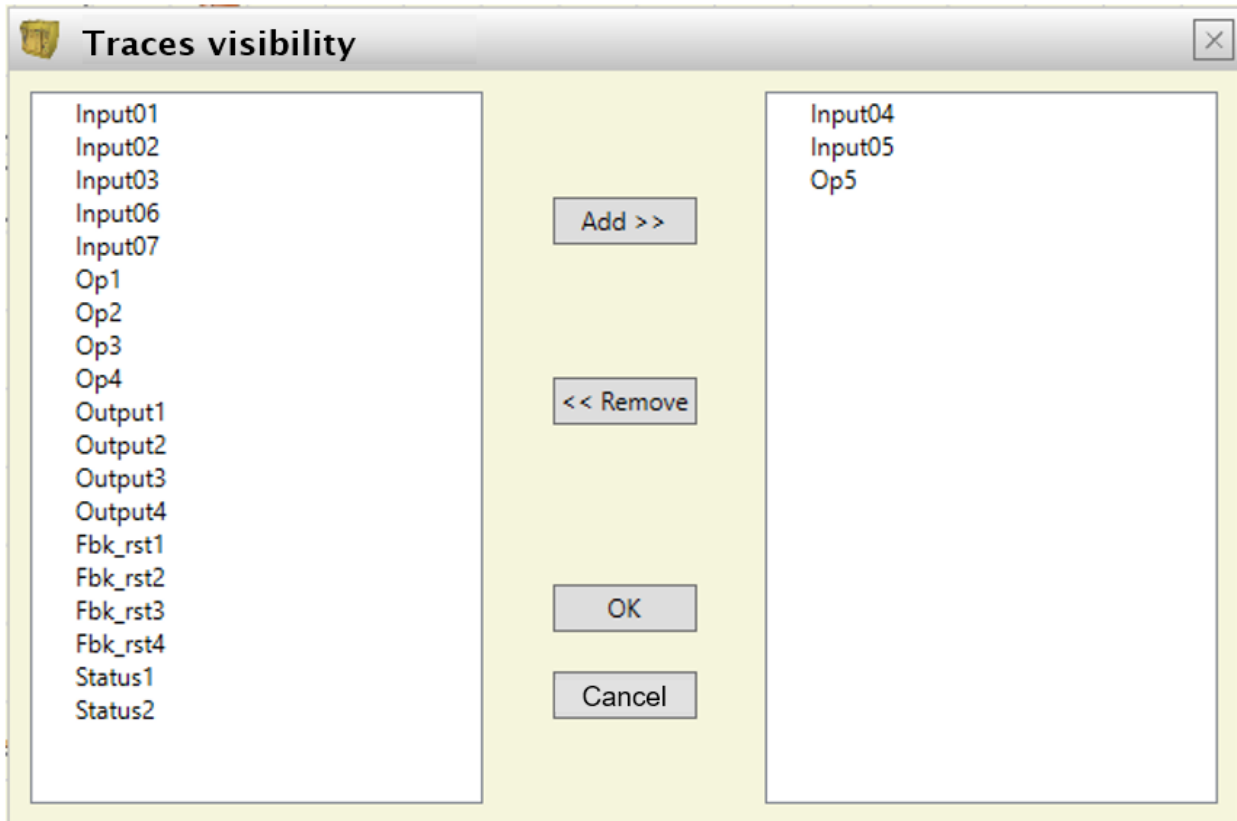 Traces visibility
Input01
Input02
Input03
Input06
Input07
Op1
Op2
Op3
Op4
Output1
Output2
Output3
Output4
Fbk_rst1
Fbk_rst2
Fbk_rst3
Fbk_rst4
Status1
Status2
Add >>
<< Remove
OK
Cancel
Input04
Input05
Op5